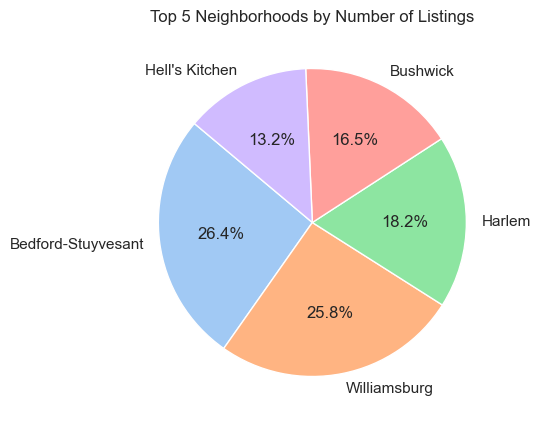 Top 5 Neighborhoods by Number of Listings
Hell's Kitchen
Bushwick
13.2%
16.5%
18.2%
Harlem
26.4%
Bedford-Stuyvesant
25.8%
Williamsburg